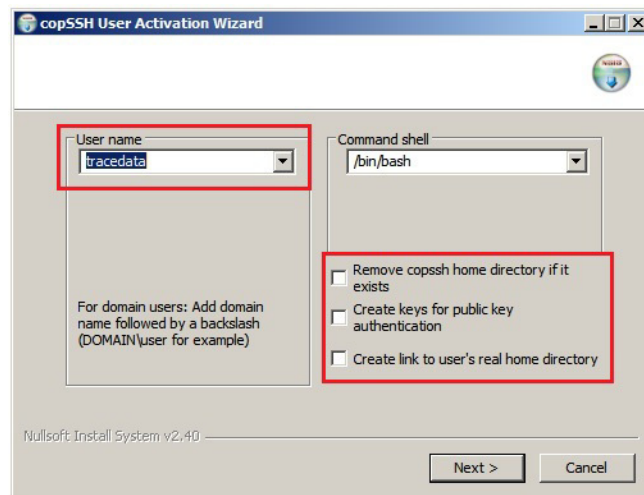 copSSH User Activation Wizard
User name
tracedata
For domain users: Add domain
name followed by a backslash
(DOMAIN\user for example)
Command shell
/bin/bash
Remove copssh home directory if it
exists
Create keys for public key
authentication
Create link to user's real home directory
Nullsoft Install System v2.40
Next >
Cancel